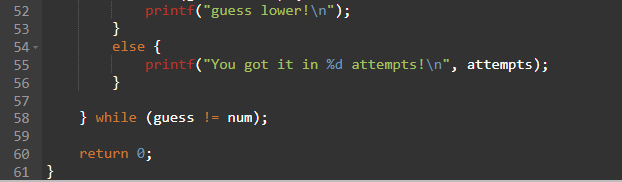 52 printf("guess lower!\n");
53 }
54 else {
55 printf("You got it in %d attempts!\n", attempts);
56 }
57
58 } while (guess != num);
59
60 return 0;
61 }